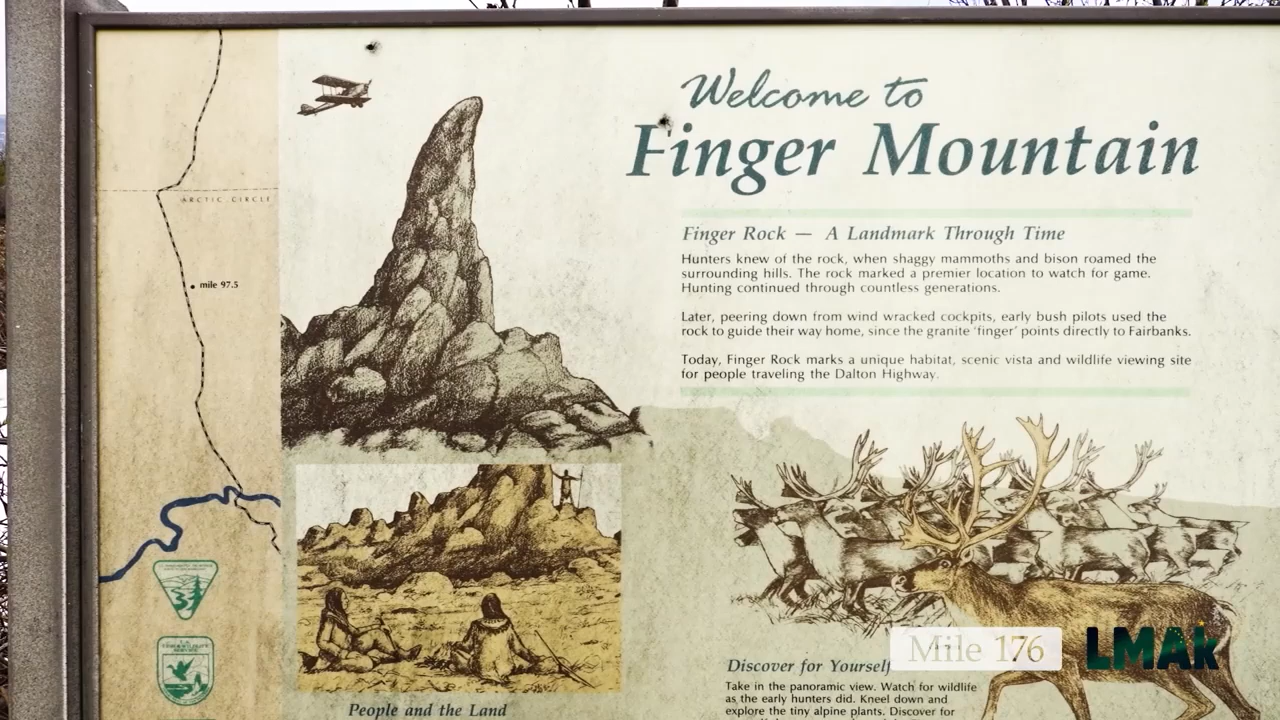 Welcome to
Finger Mountain
ARCTIC CIRCLE
mile 97.5
Finger Rock — A Landmark Through Time
Hunters knew of the rock, when shaggy mammoths and bison roamed the
surrounding hills. The rock marked a premier location to watch for game.
Hunting continued through countless generations.
Later, peering down from wind wracked cockpits, early bush pilots used the
rock to guide their way home, since the granite 'finger' points directly to Fairbanks.
Today, Finger Rock marks a unique habitat, scenic vista and wildlife viewing site
for people traveling the Dalton Highway.
People and the Land
Discover for Yourself
Take in the panoramic view. Watch for wildlife
as the early hunters did. Kneel down and
explore the tiny alpine plants. Discover for
Mile 176
LMAk